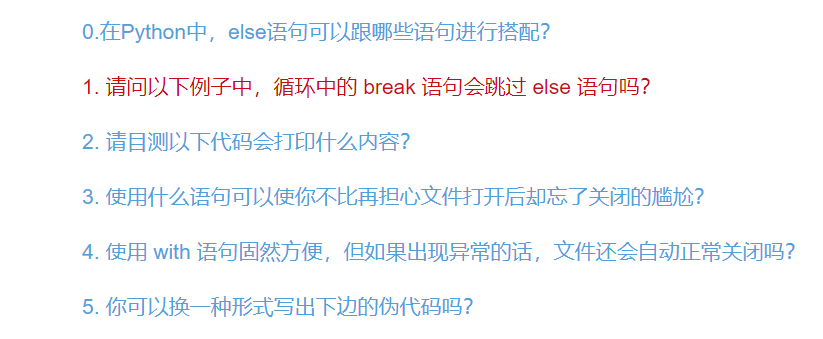 0.在Python中，else语句可以跟哪些语句进行搭配？
1. 请问以下例子中，循环中的 break 语句会跳过 else 语句吗？
2. 请目测以下代码会打印什么内容？
3. 使用什么语句可以使你不比再担心文件打开后却忘了关闭的尴尬？
4. 使用 with 语句固然方便，但如果出现异常的话，文件还会自动正常关闭吗？
5. 你可以换一种形式写出下边的伪代码吗？